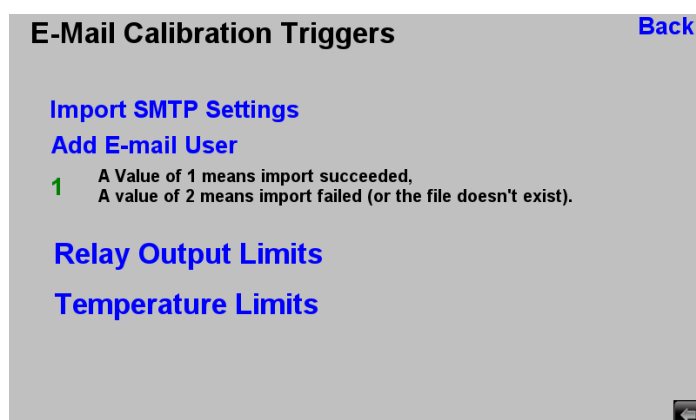 E-Mail Calibration Triggers
Back
Import SMTP Settings
Add E-mail User
1
A Value of 1 means import succeeded,
A value of 2 means import failed (or the file doesn't exist).
Relay Output Limits
Temperature Limits